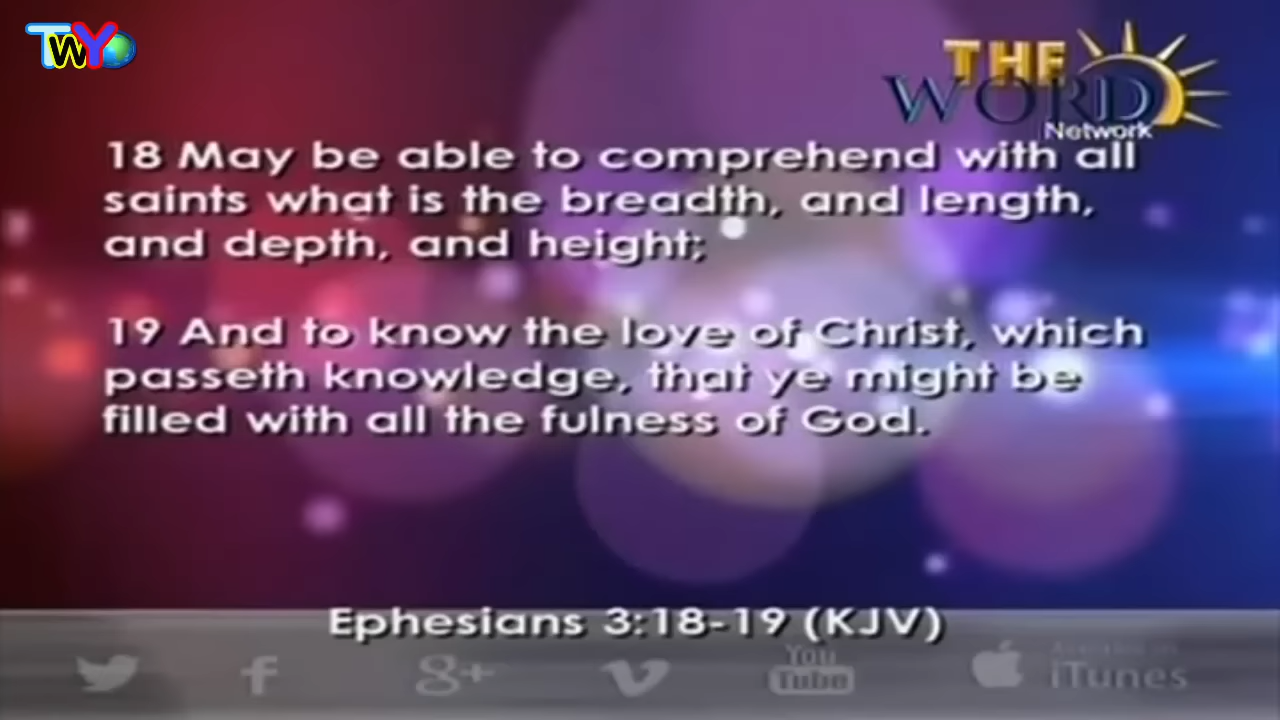 TWY
THE
WORD
Network
18 May be able to comprehend with all
saints what is the breadth, and length,
and depth, and height;
19 And to know the love of Christ, which
passeth knowledge, that ye might be
filled with all the fulness of God.
Ephesians 3:18-19 (KJV)
f
g+
v
You
Tube
Available on
iTunes